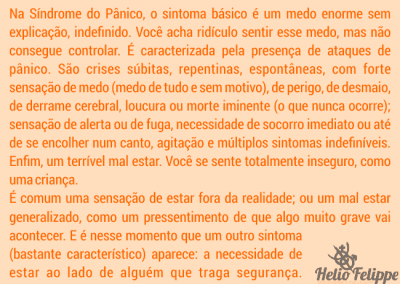 Na Síndrome do Pânico, o sintoma básico é um medo enorme sem
explicação, indefinido. Você acha ridículo sentir esse medo, mas não
consegue controlar. É caracterizada pela presença de ataques de
pânico. São crises súbitas, repentinas, espontâneas, com forte
sensação de medo (medo de tudo e sem motivo), de perigo, de desmaio,
de derrame cerebral, loucura ou morte iminente (o que nunca ocorre);
sensação de alerta ou de fuga, necessidade de socorro imediato ou até
de se encolher num canto, agitação e múltiplos sintomas indefiníveis.
Enfim, um terrível mal estar. Você se sente totalmente inseguro, como
uma criança.
É comum uma sensação de estar fora da realidade; ou um mal estar
generalizado, como um pressentimento de que algo muito grave vai
acontecer. E é nesse momento que um outro sintoma
(bastante característico) aparece: a necessidade de
estar ao lado de alguém que traga segurança.
Helio Felippe